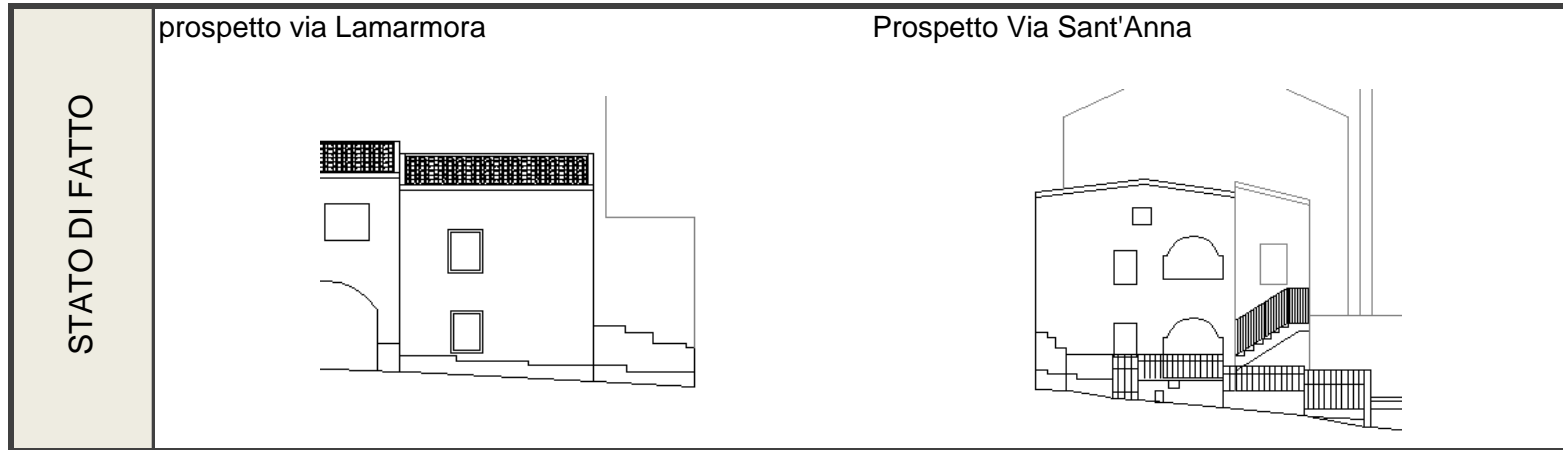 prospetto via Lamarmora
Prospetto Via Sant'Anna
STATO DI FATTO